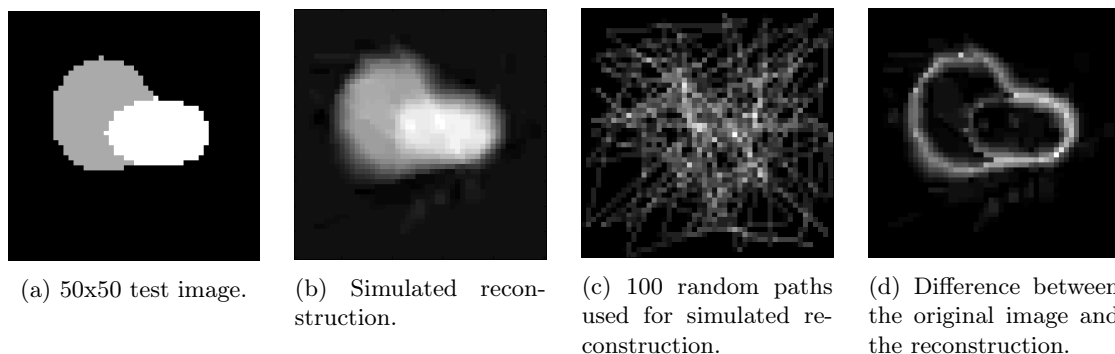 (a) 50x50 test image.
(b) Simulated recon-
struction.
(c) 100 random paths
used for simulated re-
construction.
(d) Difference between
the original image and
the reconstruction.